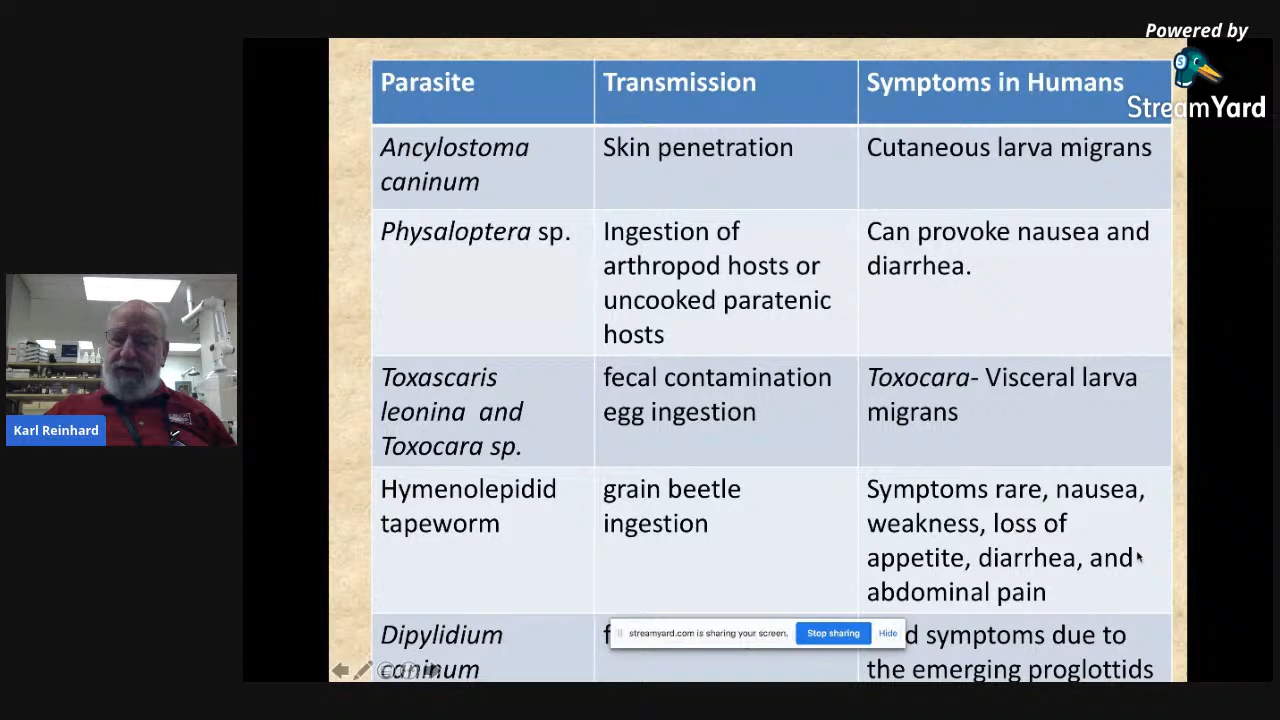 Powered by
StreamYard
Parasite
Transmission
Symptoms in Humans
Ancylostoma
caninum
Skin penetration
Cutaneous larva migrans
Physaloptera sp.
Ingestion of
arthropod hosts or
uncooked paratenic
hosts
Can provoke nausea and
diarrhea.
Toxascaris
leonina and
Toxocara sp.
fecal contamination
egg ingestion
Toxocara- Visceral larva
migrans
Hymenolepidid
tapeworm
grain beetle
ingestion
Symptoms rare, nausea,
weakness, loss of
appetite, diarrhea, and
abdominal pain
Dipylidium
caninum
symptoms due to
the emerging proglottids
streamyard.com is sharing your screen.
Stop sharing
Hide
Karl Reinhard